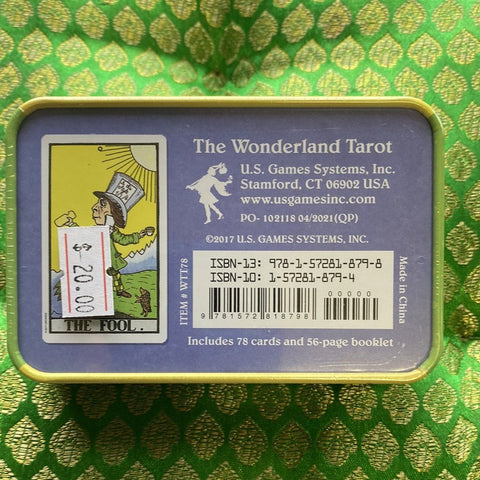 The Wonderland Tarot
U.S. Games Systems, Inc.
Stamford, CT 06902 USA
www.usgamesinc.com
PO- 102118 04/2021(QP)
©2017 U.S. GAMES SYSTEMS, INC.
ISBN-13: 978-1-57281-879-8
ISBN-10: 1-57281-879-4
00000
9 781572 818798
Includes 78 cards and 56-page booklet
ITEM # WTT78
Made in China
$ 20.00
THE FOOL.